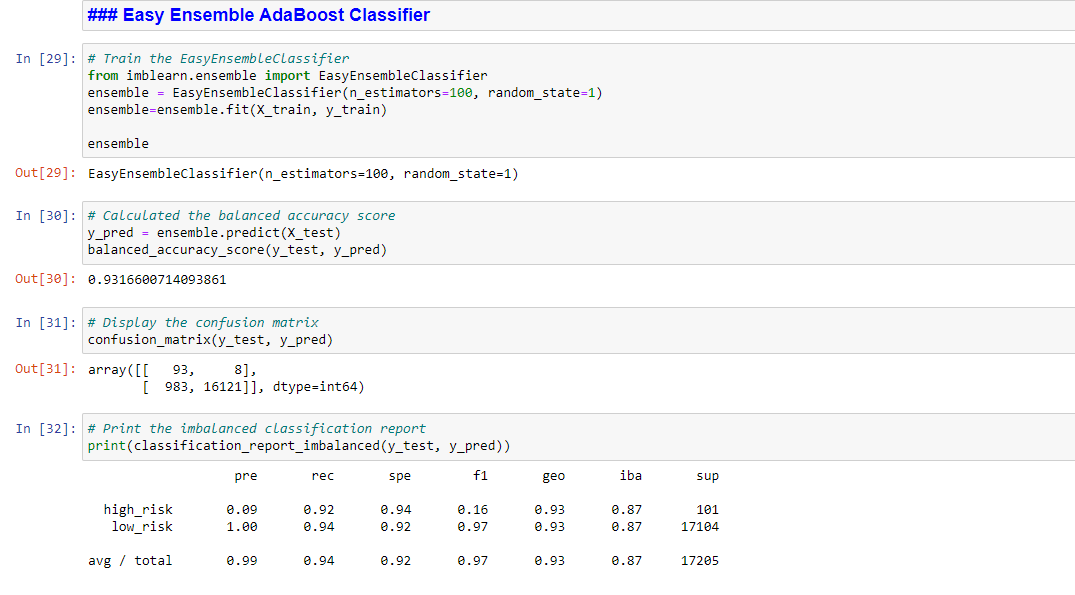 ### Easy Ensemble AdaBoost Classifier
In [29]: # Train the EasyEnsembleClassifier
from imblearn.ensemble import EasyEnsembleClassifier
ensemble = EasyEnsembleClassifier(n_estimators=100, random_state=1)
ensemble=ensemble.fit(X_train, y_train)
ensemble
Out[29]: EasyEnsembleClassifier(n_estimators=100, random_state=1)
In [30]: # Calculated the balanced accuracy score
y_pred = ensemble.predict(X_test)
balanced_accuracy_score(y_test, y_pred)
Out[30]: 0.9316600714093861
In [31]: # Display the confusion matrix
confusion_matrix(y_test, y_pred)
Out[31]: array([[   93,     8],
       [  983, 16121]], dtype=int64)
In [32]: # Print the imbalanced classification report
print(classification_report_imbalanced(y_test, y_pred))
pre rec spe f1 geo iba sup
high_risk 0.09 0.92 0.94 0.16 0.93 0.87 101
low_risk 1.00 0.94 0.92 0.97 0.93 0.87 17104
avg / total 0.99 0.94 0.92 0.97 0.93 0.87 17205